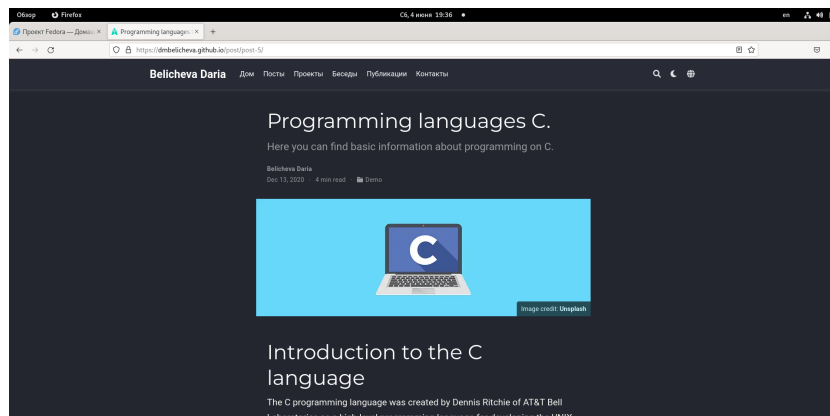 Обзор Firefox Сб, 4 июня 19:36 en
Проект Fedora — Домаш × Programming languages × +
https://dmbelicheva.github.io/post/post-5/
Belicheva Daria Дом Посты Проекты Беседы Публикации Контакты
Programming languages C.
Here you can find basic information about programming on C.
Belicheva Daria
Dec 13, 2020 · 4 min read · Demo
C
Image credit: Unsplash
Introduction to the C
language
The C programming language was created by Dennis Ritchie of AT&T Bell